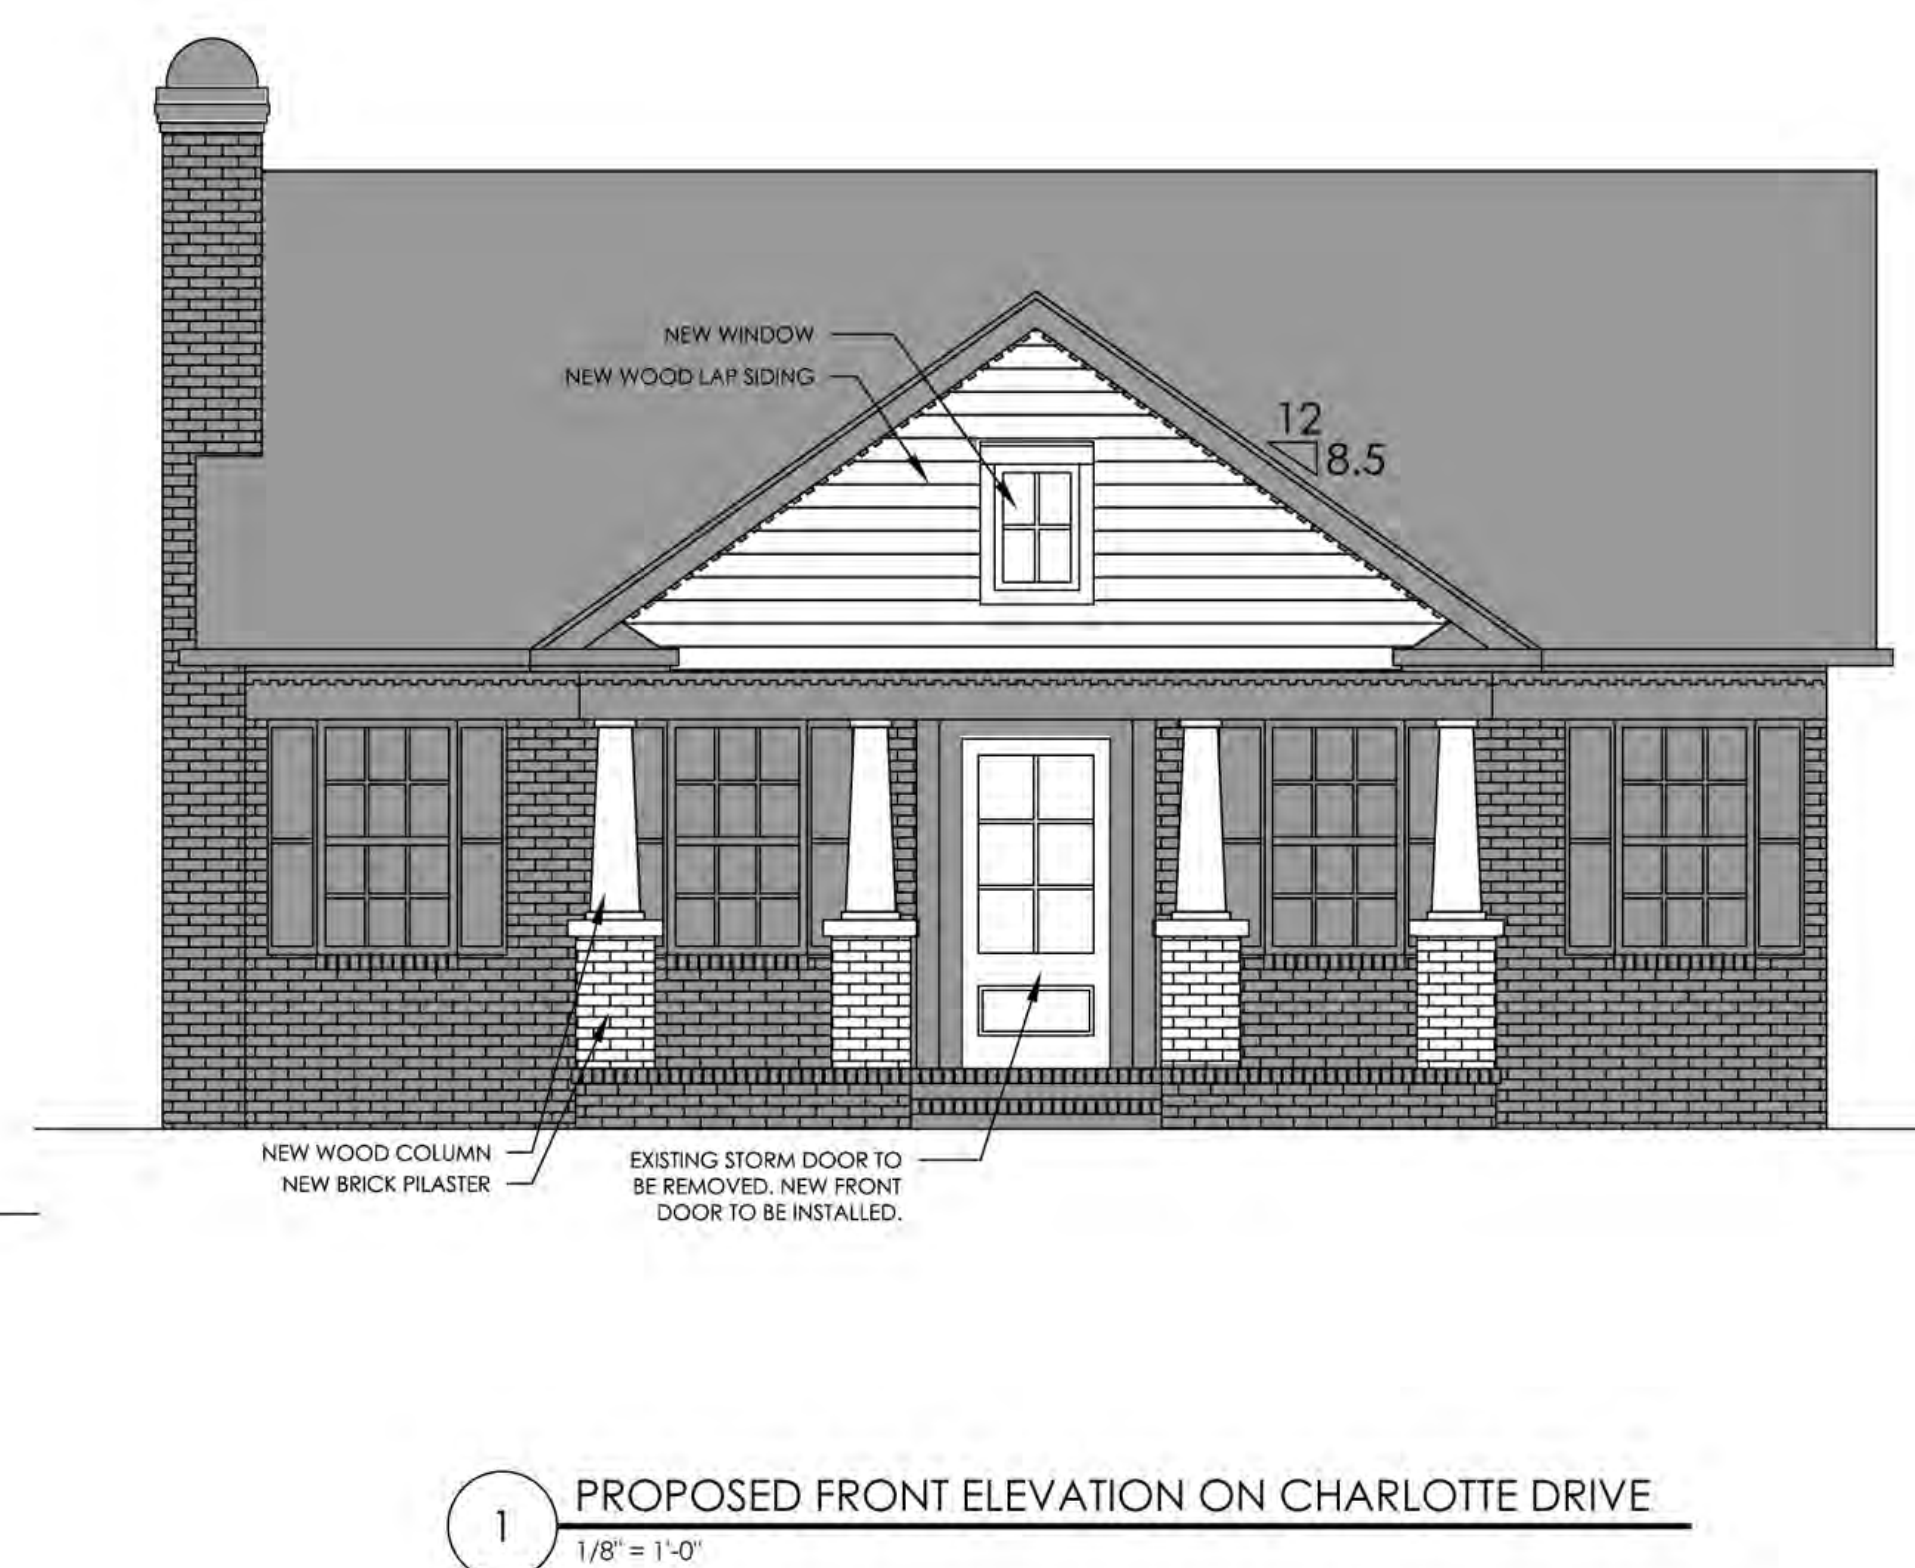 NEW WINDOW
NEW WOOD LAP SIDING
12
8.5
NEW WOOD COLUMN
NEW BRICK PILASTER
EXISTING STORM DOOR TO
BE REMOVED. NEW FRONT
DOOR TO BE INSTALLED.
1
PROPOSED FRONT ELEVATION ON CHARLOTTE DRIVE
1/8" = 1'-0"